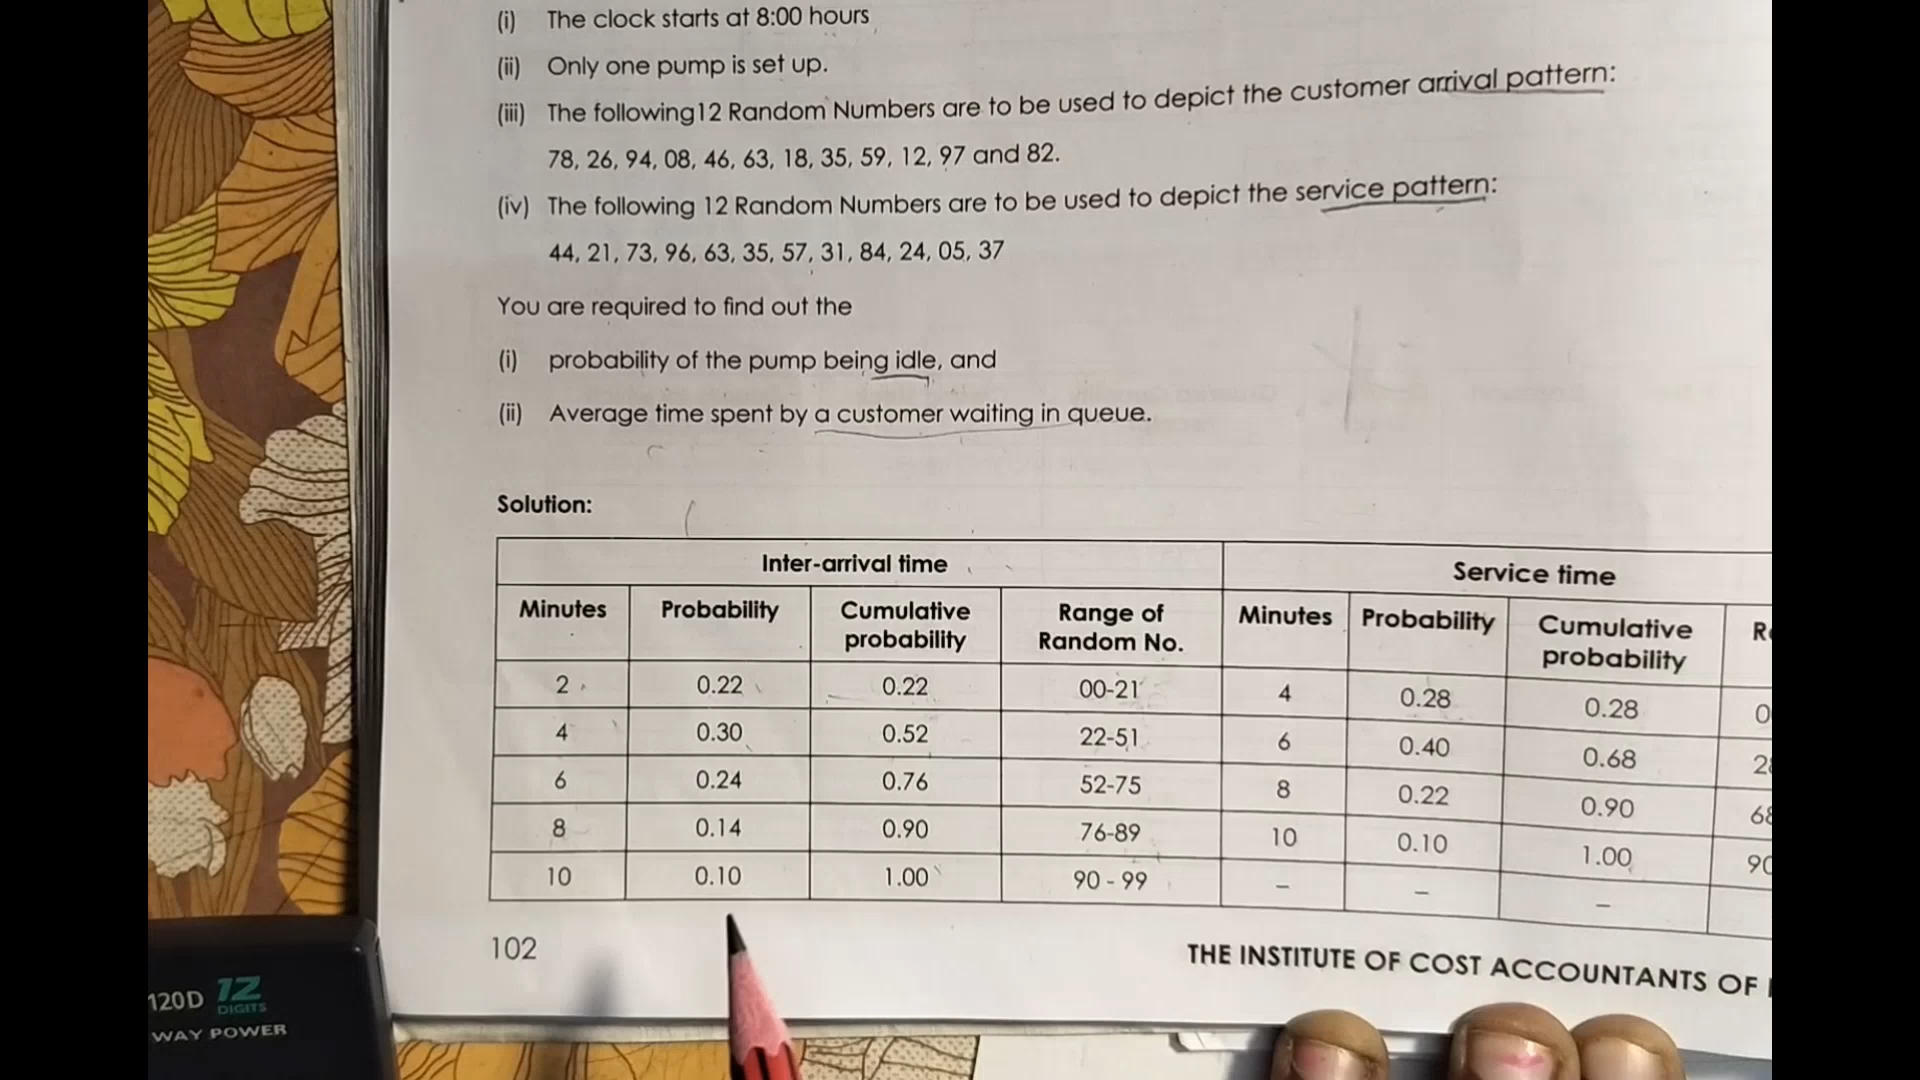 (i) The clock starts at 8:00 hours
(ii) Only one pump is set up.
(iii) The following12 Random Numbers are to be used to depict the customer arrival pattern:
78, 26, 94, 08, 46, 63, 18, 35, 59, 12, 97 and 82.
(iv) The following 12 Random Numbers are to be used to depict the service pattern:
44, 21, 73, 96, 63, 35, 57, 31, 84, 24, 05, 37
You are required to find out the
(i) probability of the pump being idle, and
(ii) Average time spent by a customer waiting in queue.
Solution:
Inter-arrival time Service time
Minutes Probability Cumulative probability Range of Random No. Minutes Probability Cumulative probability
2 0.22 0.22 00-21 4 0.28 0.28
4 0.30 0.52 22-51 6 0.40 0.68
6 0.24 0.76 52-75 8 0.22 0.90
8 0.14 0.90 76-89 10 0.10 1.00
10 0.10 1.00 90 - 99 – – –
102 THE INSTITUTE OF COST ACCOUNTANTS OF
120D 12 DIGITS
WAY POWER